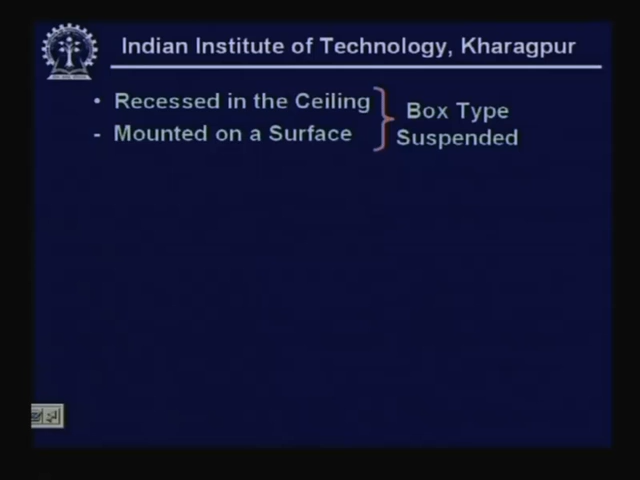 Indian Institute of Technology, Kharagpur
• Recessed in the Ceiling
- Mounted on a Surface
Box Type
Suspended